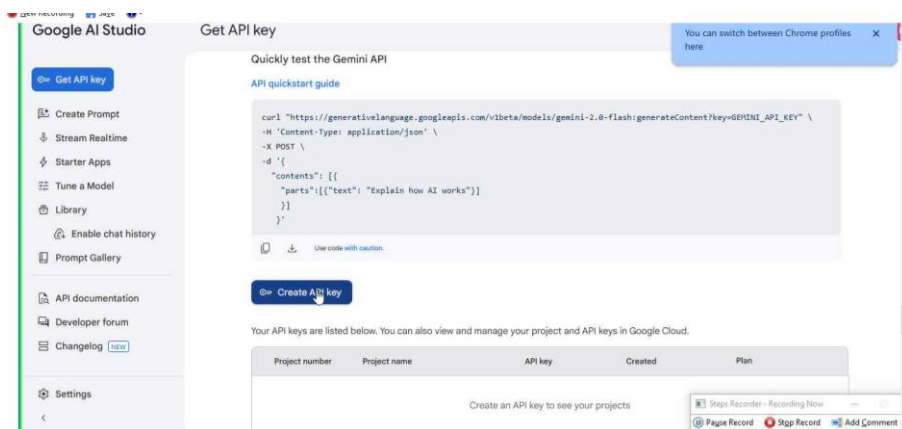 New Recording Save
Google AI Studio
Get API key
You can switch between Chrome profiles here
Get API key
Create Prompt
Stream Realtime
Starter Apps
Tune a Model
Library
Enable chat history
Prompt Gallery
API documentation
Developer forum
Changelog NEW
Settings
Quickly test the Gemini API
API quickstart guide
curl "https://generativelanguage.googleapis.com/v1beta/models/gemini-2.0-flash:generateContent?key=GEMINI_API_KEY" \
-H 'Content-Type: application/json' \
-X POST \
-d '{
"contents": [{
"parts":[{"text": "Explain how AI works"}]
}]
}'
Use code with caution.
Create API key
Your API keys are listed below. You can also view and manage your project and API keys in Google Cloud.
Project number Project name API key Created Plan
Create an API key to see your projects
Steps Recorder - Recording Now
Pause Record Stop Record Add Comment